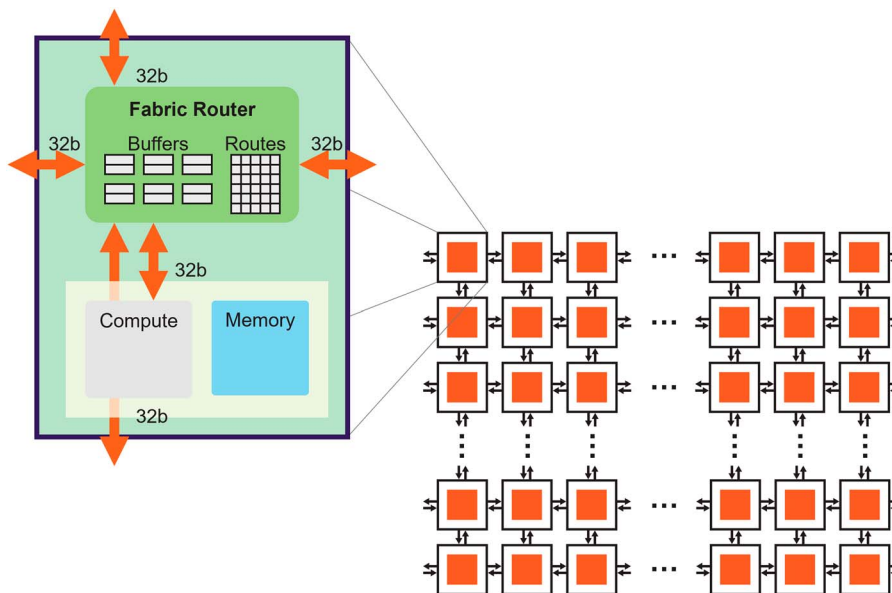 32b
Fabric Router
32b
Buffers
Routes
32b
32b
Compute
Memory
32b